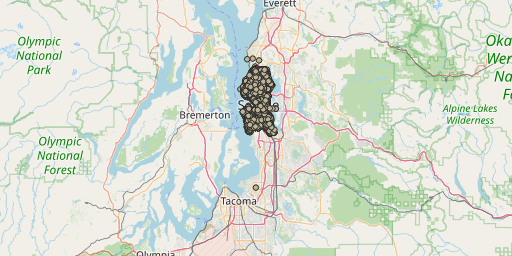 Everett
Olympic
National
Park
Oka
We
Na
F
Alpine Lakes
Wilderness
S
Bremerton
Olympic
National
Forest
Tacoma
Olympia